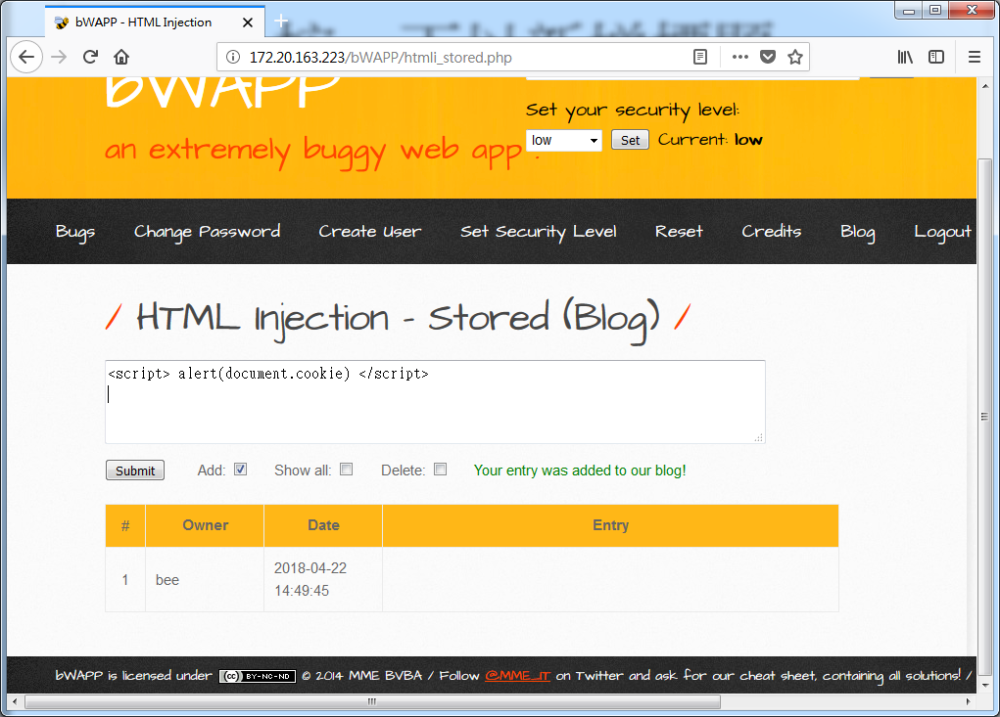 bWAPP - HTML Injection
172.20.163.223/bWAPP/htmli_stored.php
bWAPP
an extremely buggy web app .
Set your security level:
low Set Current: low
Bugs Change Password Create User Set Security Level Reset Credits Blog Logout
/ HTML Injection - Stored (Blog) /
<script> alert(document.cookie) </script>
Submit Add: Show all: Delete: Your entry was added to our blog!
# Owner Date Entry
1 bee 2018-04-22
14:49:45
bWAPP is licensed under (cc) BY-NC-ND © 2014 MME BVBA / Follow @MME_IT on Twitter and ask for our cheat sheet, containing all solutions! /